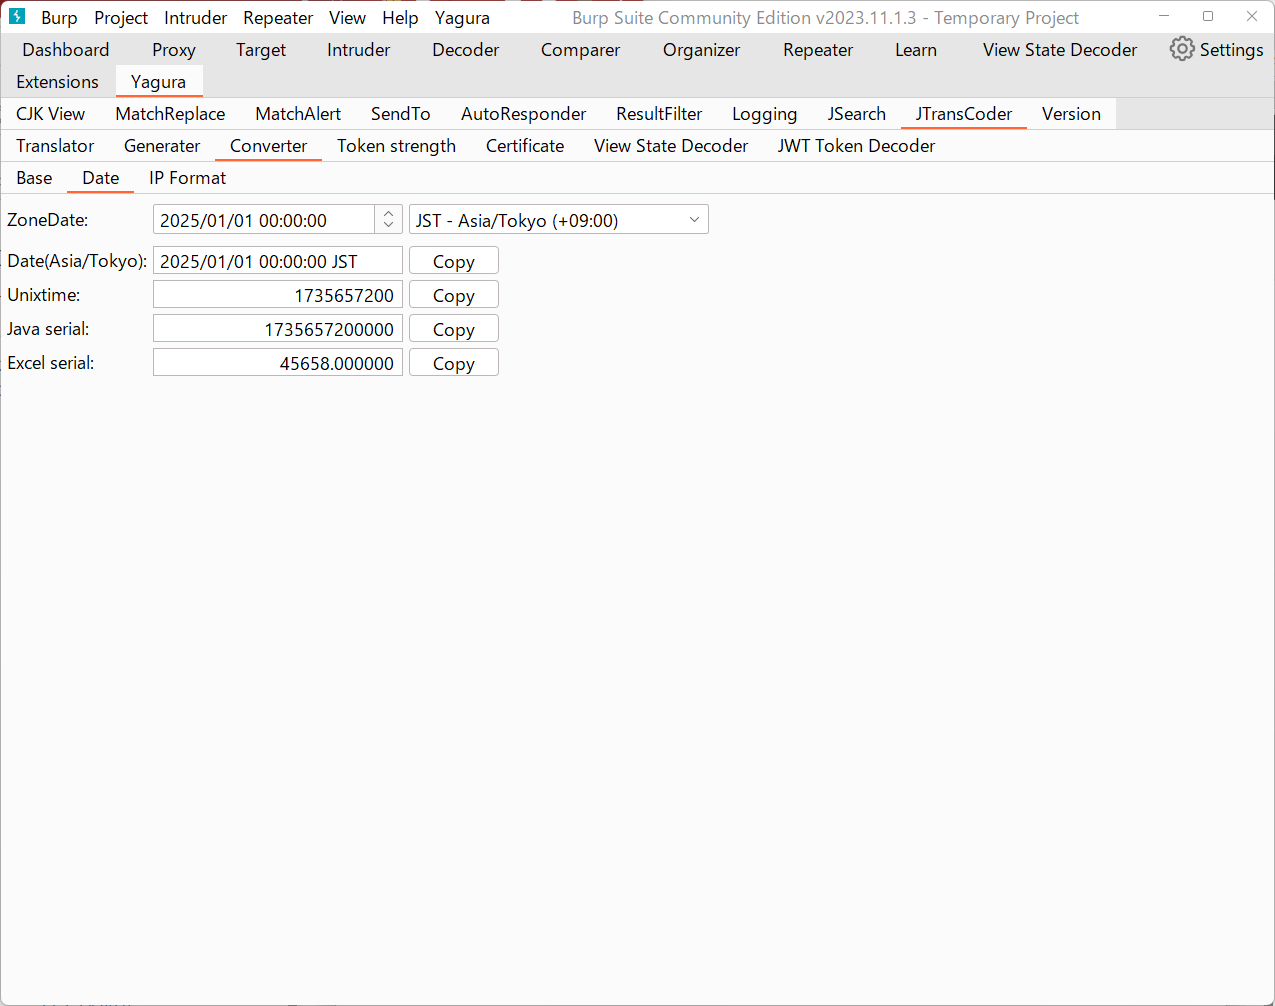 Burp Project Intruder Repeater View Help Yagura Burp Suite Community Edition v2023.11.1.3 - Temporary Project
Dashboard Proxy Target Intruder Decoder Comparer Organizer Repeater Learn View State Decoder Settings
Extensions Yagura
CJK View MatchReplace MatchAlert SendTo AutoResponder ResultFilter Logging JSearch JTransCoder Version
Translator Generater Converter Token strength Certificate View State Decoder JWT Token Decoder
Base Date IP Format
ZoneDate: 2025/01/01 00:00:00 JST - Asia/Tokyo (+09:00)
Date(Asia/Tokyo): 2025/01/01 00:00:00 JST Copy
Unixtime: 1735657200 Copy
Java serial: 1735657200000 Copy
Excel serial: 45658.000000 Copy